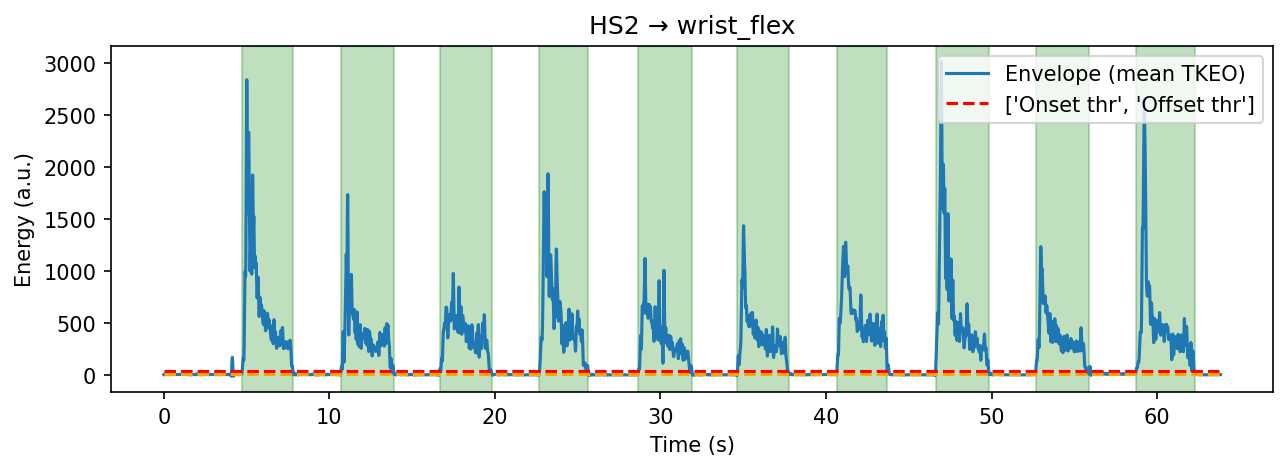 HS2 → wrist_flex
Energy (a.u.)
3000
2500
2000
1500
1000
500
0
Envelope (mean TKEO)
['Onset thr', 'Offset thr']
0
10
20
30
40
50
60
Time (s)